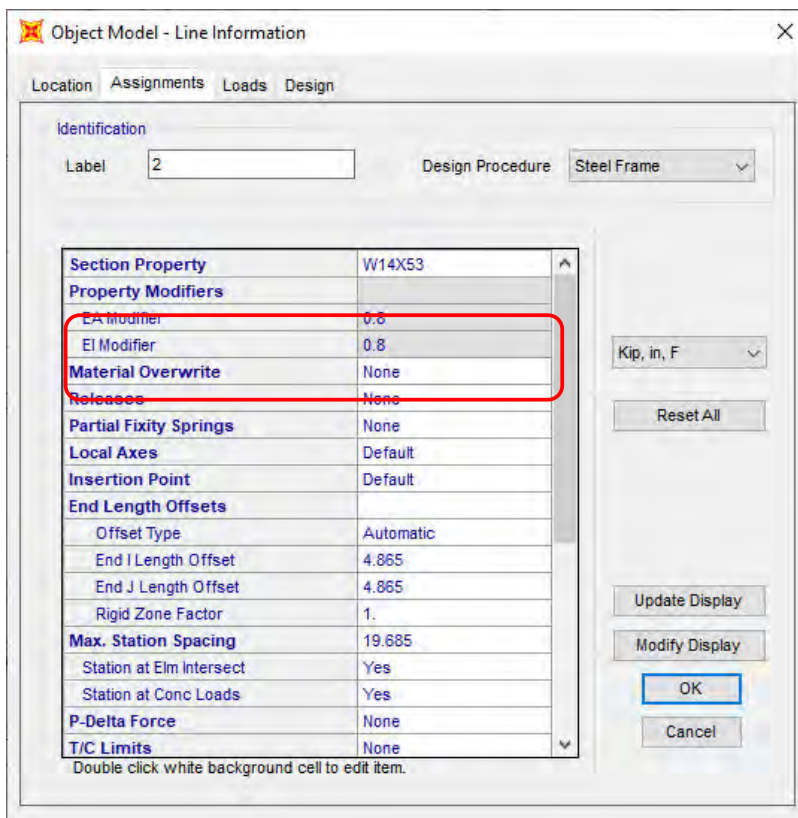 Object Model - Line Information
Location Assignments Loads Design
Identification
Label 2 Design Procedure Steel Frame
Section Property W14X53
Property Modifiers
EA Modifier 0.8
EI Modifier 0.8
Kip, in, F
Material Overwrite None
Releases None
Reset All
Partial Fixity Springs None
Local Axes Default
Insertion Point Default
End Length Offsets
Offset Type Automatic
End I Length Offset 4.865
End J Length Offset 4.865
Update Display
Rigid Zone Factor 1.
Max. Station Spacing 19.685
Modify Display
Station at Elm Intersect Yes
Station at Conc Loads Yes
OK
P-Delta Force None
Cancel
T/C Limits None
Double click white background cell to edit item.